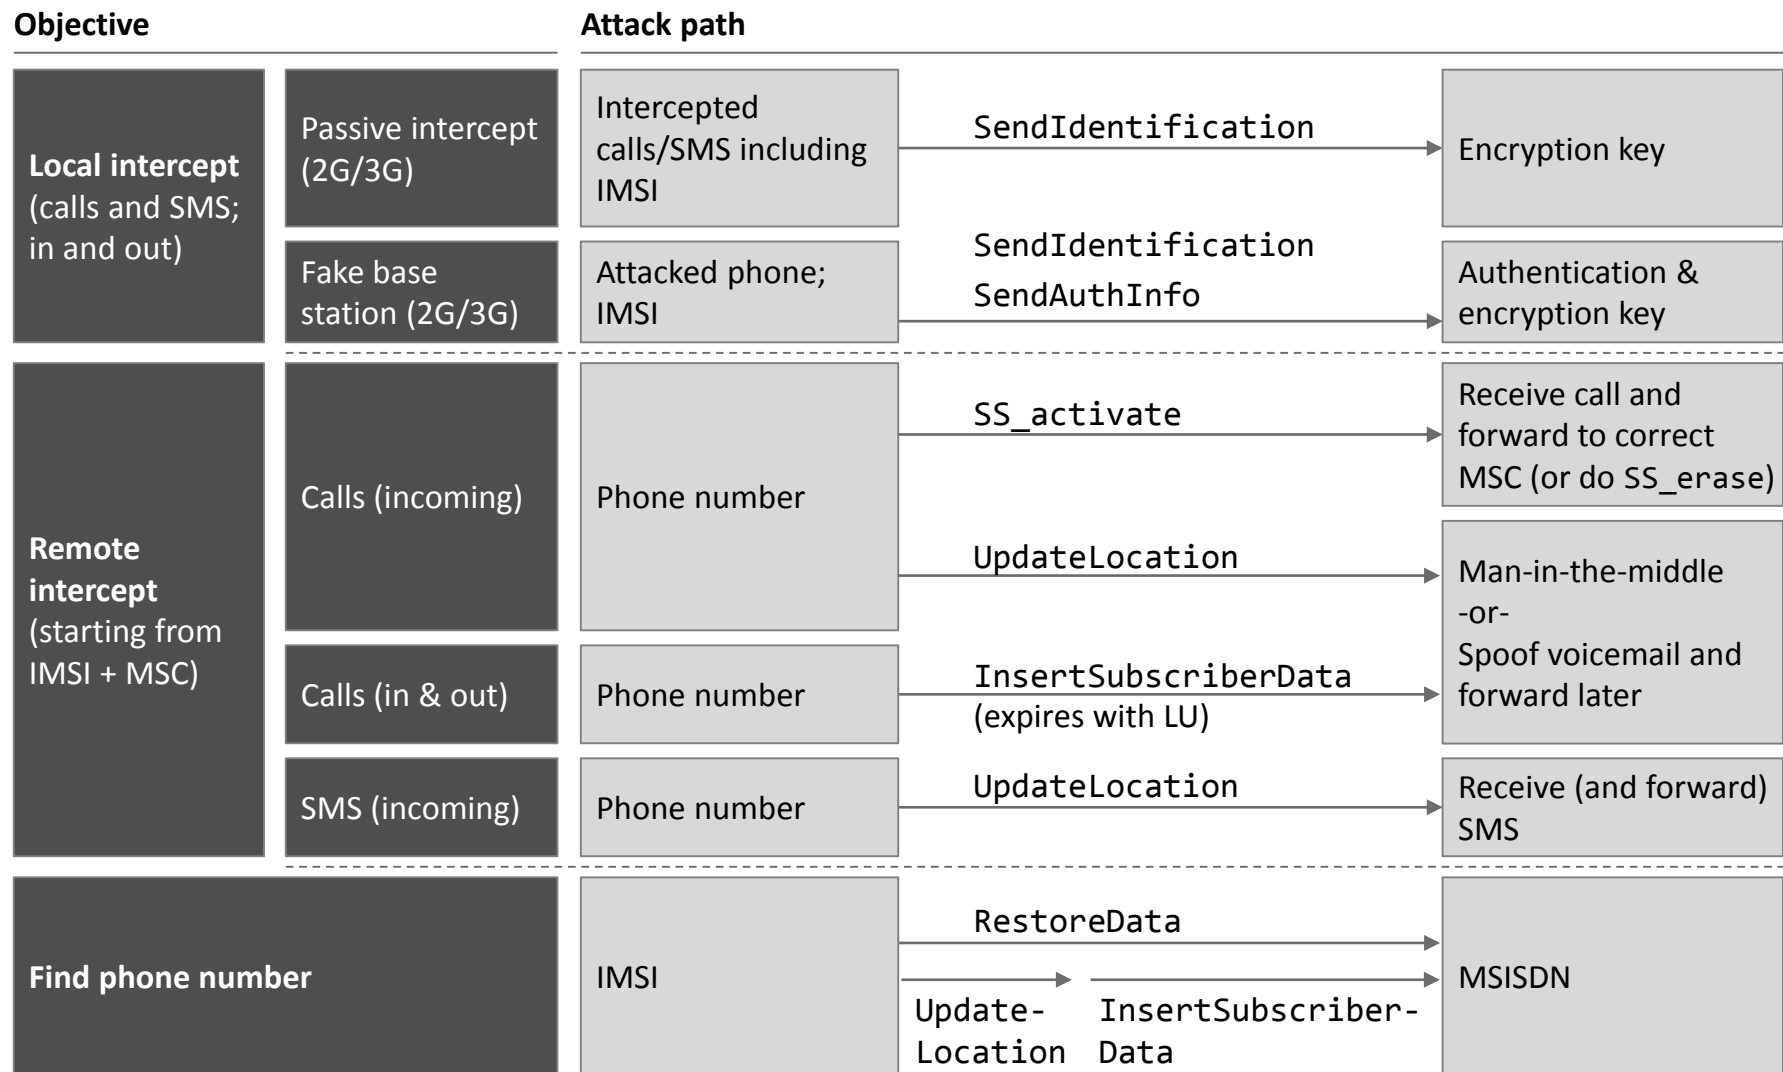 Objective
Attack path
Local intercept
(calls and SMS;
in and out)
Passive intercept
(2G/3G)
Intercepted
calls/SMS including
IMSI
SendIdentification
Encryption key
Fake base
station (2G/3G)
Attacked phone;
IMSI
SendIdentification
SendAuthInfo
Authentication &
encryption key
Remote
intercept
(starting from
IMSI + MSC)
Calls (incoming)
Phone number
SS_activate
Receive call and
forward to correct
MSC (or do SS_erase)
UpdateLocation
Man-in-the-middle
-or-
Spoof voicemail and
forward later
Calls (in & out)
Phone number
InsertSubscriberData
(expires with LU)
SMS (incoming)
Phone number
UpdateLocation
Receive (and forward)
SMS
Find phone number
IMSI
RestoreData
Update-
Location
InsertSubscriber-
Data
MSISDN